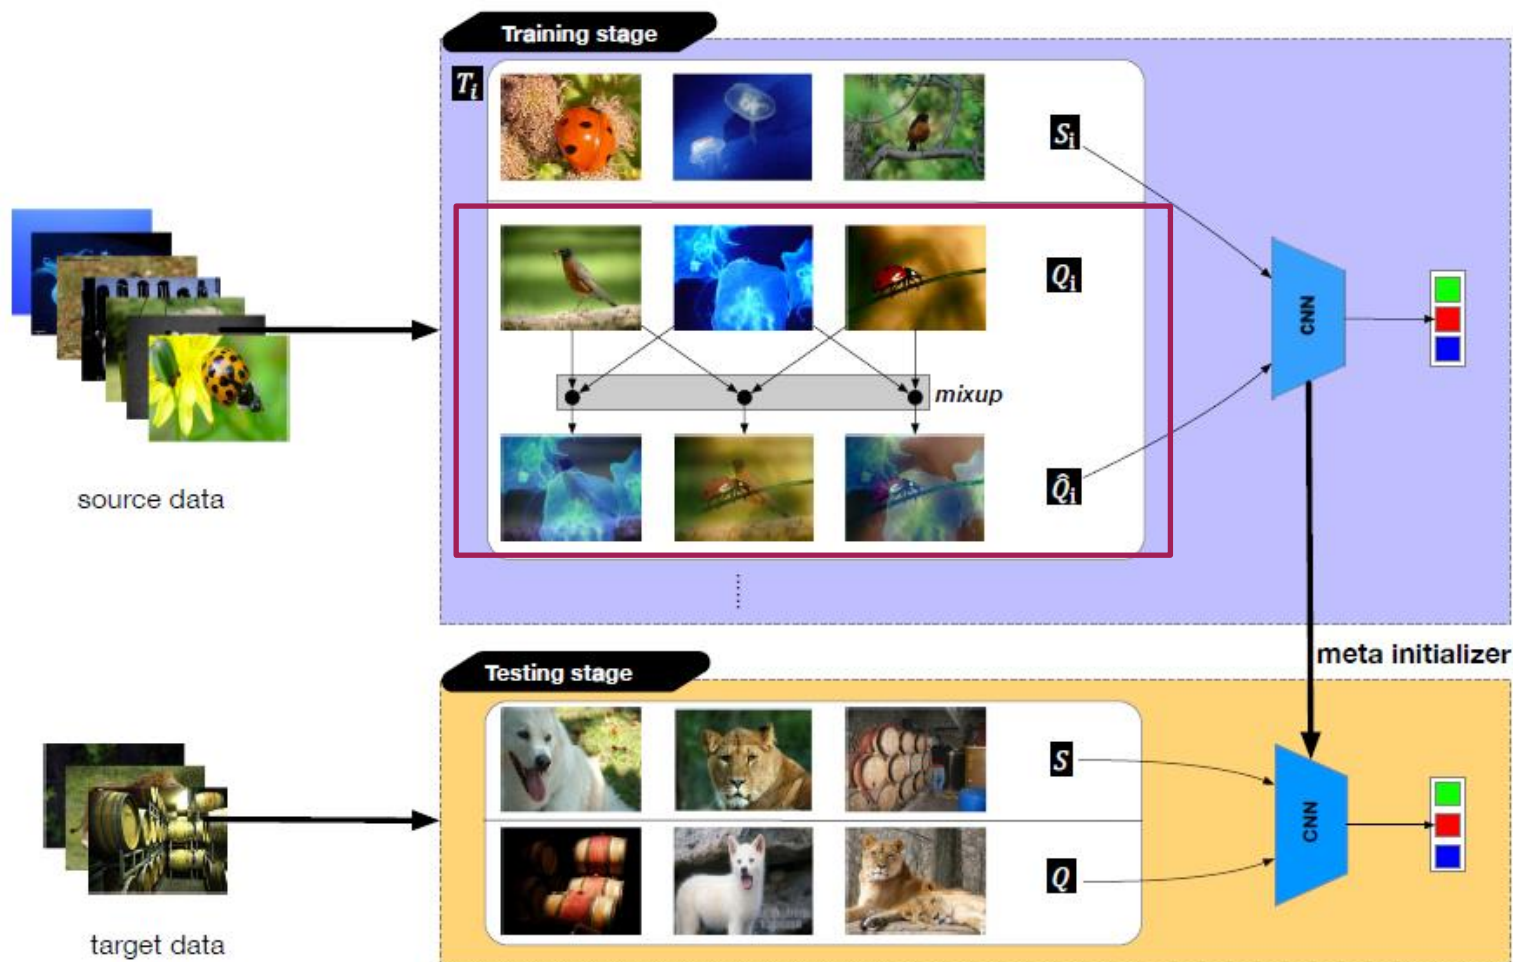 Training stage
T_i
S_i
Q_i
mixup
Q̂_i
CNN
source data
meta initializer
Testing stage
S
CNN
Q
target data